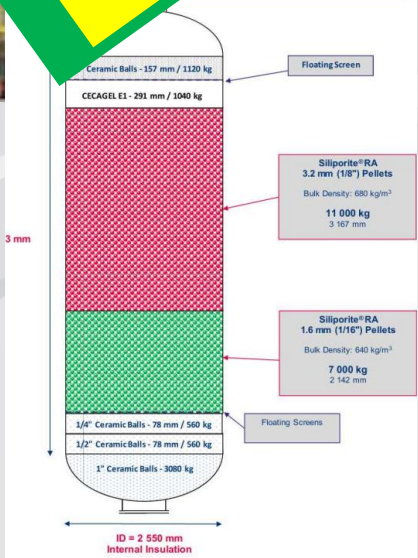 Ceramic Balls - 157 mm / 1120 kg
Floating Screen
CECAGEL E1 - 291 mm / 1040 kg
Siliporite®RA
3.2 mm (1/8") Pellets
Bulk Density: 680 kg/m³
11 000 kg
3 167 mm
3 mm
Siliporite®RA
1.6 mm (1/16") Pellets
Bulk Density: 640 kg/m³
7 000 kg
2 142 mm
1/4" Ceramic Balls - 78 mm / 560 kg
Floating Screens
1/2" Ceramic Balls - 78 mm / 560 kg
1" Ceramic Balls - 3080 kg
ID = 2 550 mm
Internal Insulation